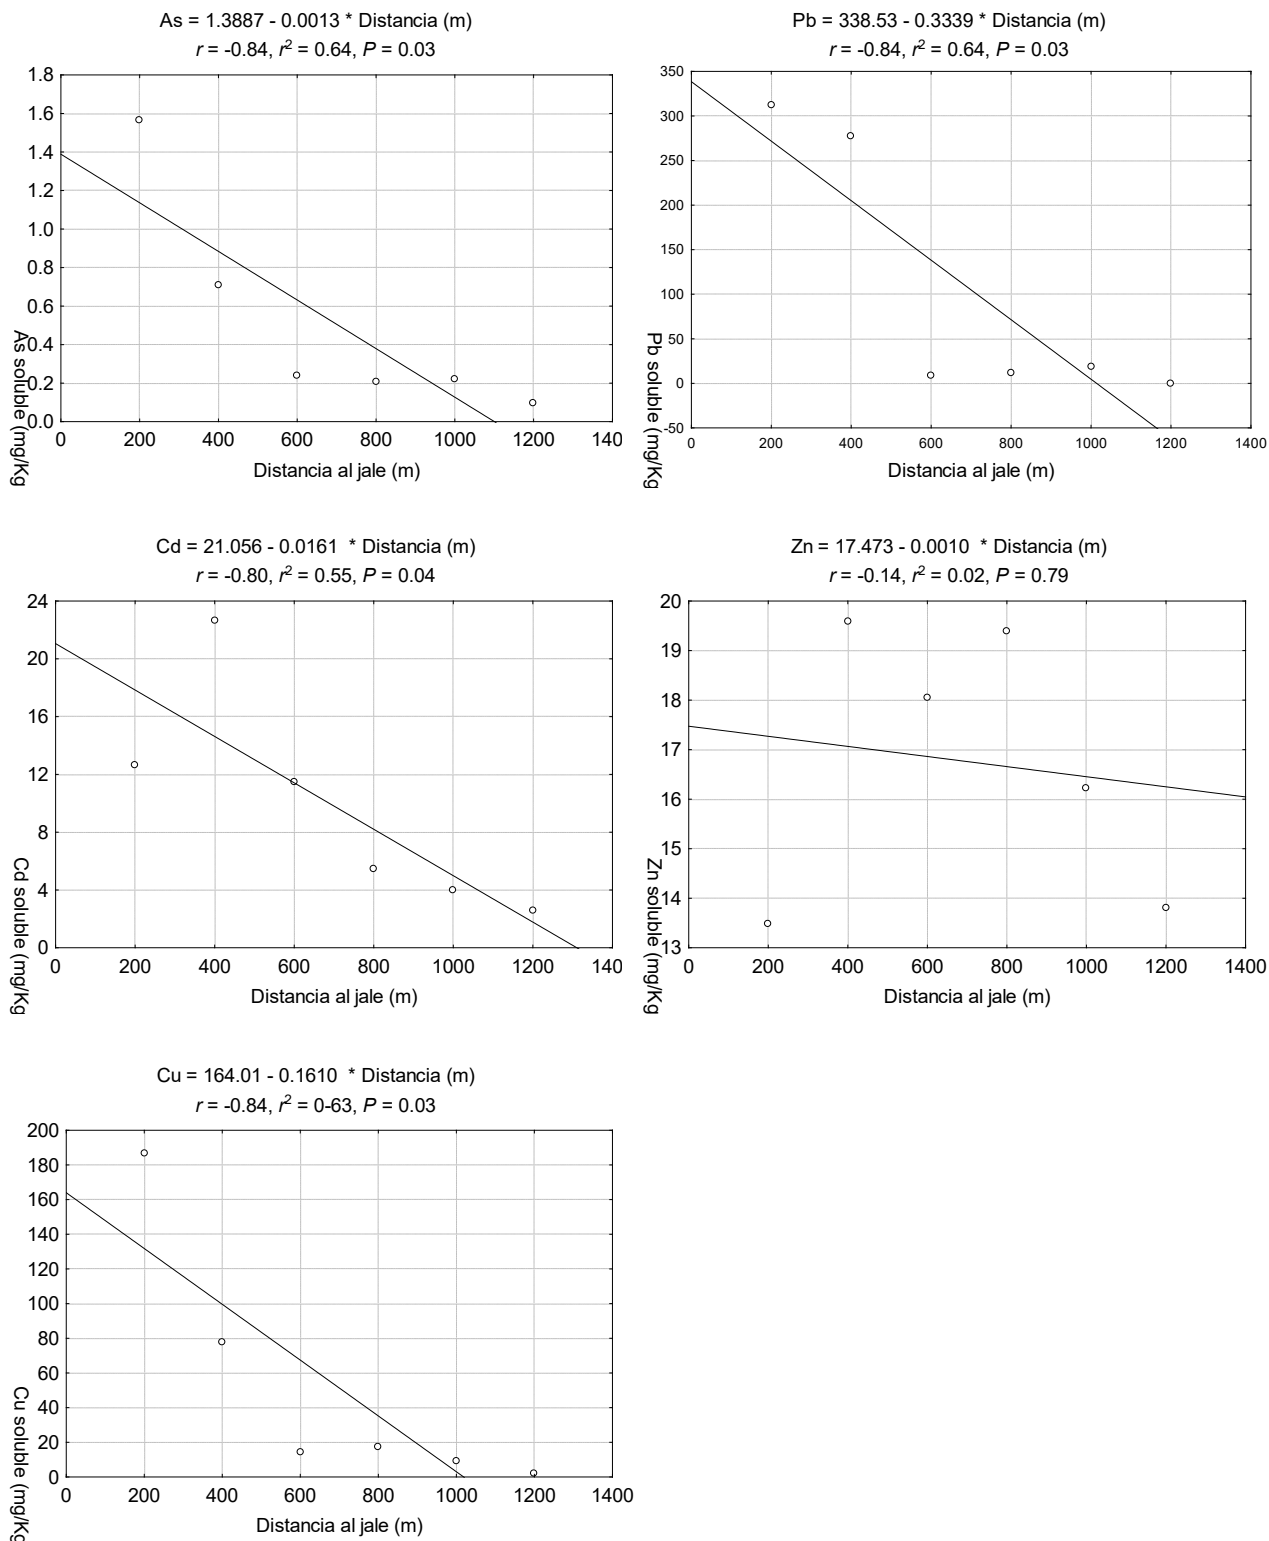 As = 1.3887 - 0.0013 * Distancia (m)
r = -0.84, r² = 0.64, P = 0.03
1.8
1.6
1.4
1.2
1.0
0.8
0.6
0.4
0.2
0.0
As soluble (mg/Kg
0 200 400 600 800 1000 1200 140
Distancia al jale (m)
Pb = 338.53 - 0.3339 * Distancia (m)
r = -0.84, r² = 0.64, P = 0.03
350
300
250
200
150
100
50
0
-50
Pb soluble (mg/Kg
0 200 400 600 800 1000 1200 1400
Distancia al jale (m)
Cd = 21.056 - 0.0161 * Distancia (m)
r = -0.80, r² = 0.55, P = 0.04
24
20
16
12
8
4
0
Cd soluble (mg/Kg
0 200 400 600 800 1000 1200 140
Distancia al jale (m)
Zn = 17.473 - 0.0010 * Distancia (m)
r = -0.14, r² = 0.02, P = 0.79
20
19
18
17
16
15
14
13
Zn soluble (mg/Kg
0 200 400 600 800 1000 1200 1400
Distancia al jale (m)
Cu = 164.01 - 0.1610 * Distancia (m)
r = -0.84, r² = 0-63, P = 0.03
200
180
160
140
120
100
80
60
40
20
0
Cu soluble (mg/Kg
0 200 400 600 800 1000 1200 1400
Distancia al jale (m)